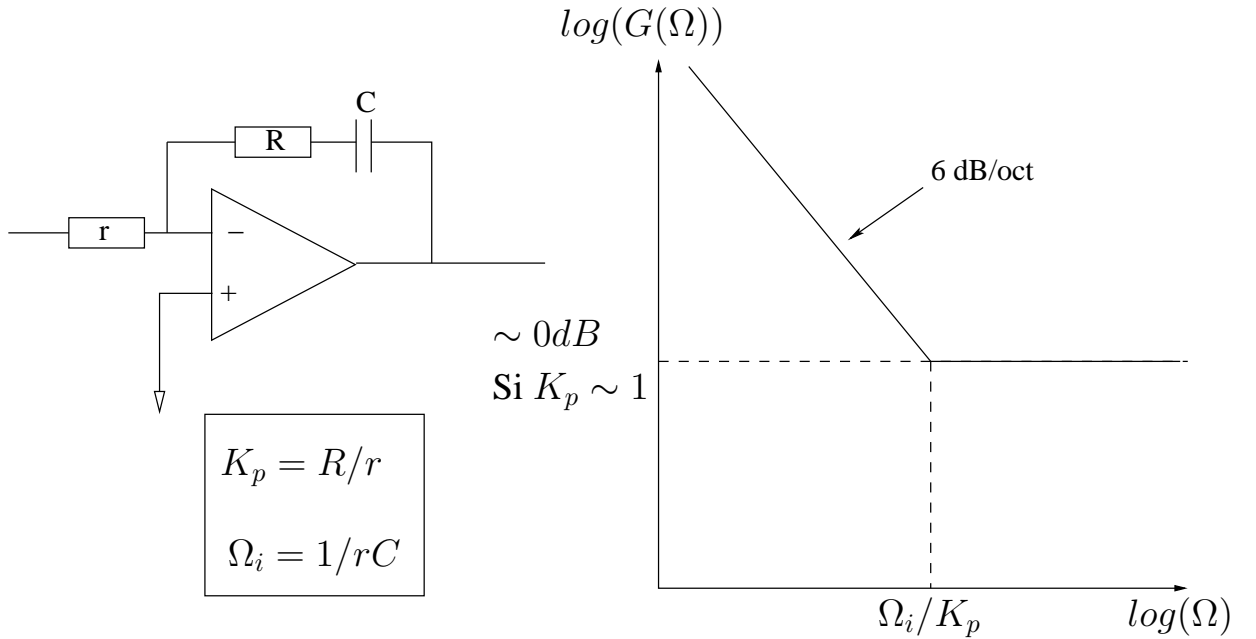 log(G(Ω))
C
R
6 dB/oct
r
−
+
∼ 0dB
Si K_p ∼ 1
K_p = R/r
Ω_i = 1/rC
Ω_i/K_p
log(Ω)